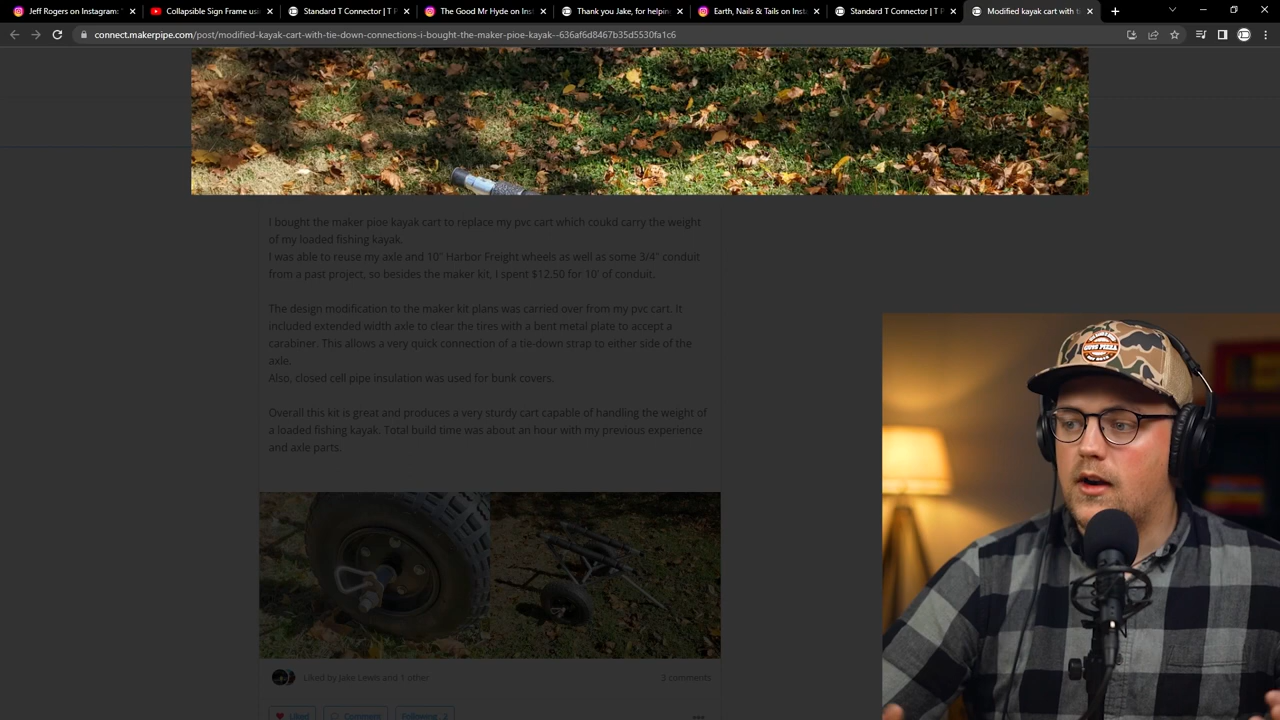 Jeff Rogers on Instagram: "
Collapsible Sign Frame usi
Standard T Connector | T P
The Good Mr Hyde on Inst
Thank you Jake, for helpin
Earth, Nails & Tails on Insta
Standard T Connector | T P
Modified kayak cart with ti
connect.makerpipe.com/post/modified-kayak-cart-with-tie-down-connections-i-bought-the-maker-pioe-kayak--636af6d8467b35d5530fa1c6
I bought the maker pioe kayak cart to replace my pvc cart which coukd carry the weight
of my loaded fishing kayak.
I was able to reuse my axle and 10" Harbor Freight wheels as well as some 3/4" conduit
from a past project, so besides the maker kit, I spent $12.50 for 10' of conduit.
The design modification to the maker kit plans was carried over from my pvc cart. It
included extended width axle to clear the tires with a bent metal plate to accept a
carabiner. This allows a very quick connection of a tie-down strap to either side of the
axle.
Also, closed cell pipe insulation was used for bunk covers.
Overall this kit is great and produces a very sturdy cart capable of handling the weight
of a loaded fishing kayak. Total build time was about an hour with my previous experience
and axle parts.
Liked by Jake Lewis and 1 other
3 comments
Liked
Comment
Followed 2